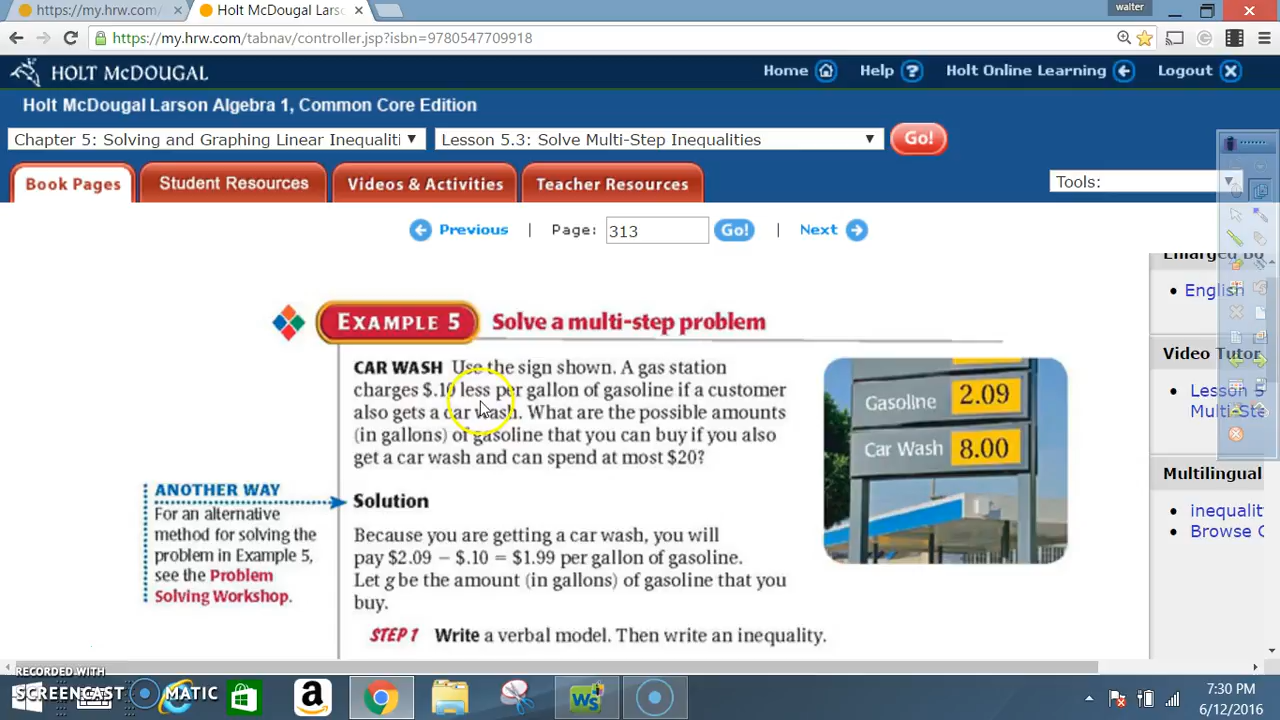 https://my.hrw.com/tabnav/
Holt McDougal Lars
walter
https://my.hrw.com/tabnav/controller.jsp?isbn=9780547709918
HOLT MCDOUGAL
Home
Help ?
Holt Online Learning
Logout X
Holt McDougal Larson Algebra 1, Common Core Edition
Chapter 5: Solving and Graphing Linear Inequaliti
Lesson 5.3: Solve Multi-Step Inequalities
Go!
Book Pages
Student Resources
Videos & Activities
Teacher Resources
Tools:
Previous | Page: 313 Go! | Next
Enlarged Bo
English
Video Tutor
Lesson
Multi-Ste
Multilingual
inequalit
Browse C
EXAMPLE 5 Solve a multi-step problem
CAR WASH Use the sign shown. A gas station
charges $.10 less per gallon of gasoline if a customer
also gets a car wash. What are the possible amounts
(in gallons) of gasoline that you can buy if you also
get a car wash and can spend at most $20?
Gasoline 2.09
Car Wash 8.00
ANOTHER WAY
For an alternative
method for solving the
problem in Example 5,
see the Problem
Solving Workshop.
Solution
Because you are getting a car wash, you will
pay $2.09 − $.10 = $1.99 per gallon of gasoline.
Let g be the amount (in gallons) of gasoline that you
buy.
STEP 1 Write a verbal model. Then write an inequality.
RECORDED WITH
SCREENCAST MATIC
7:30 PM
6/12/2016